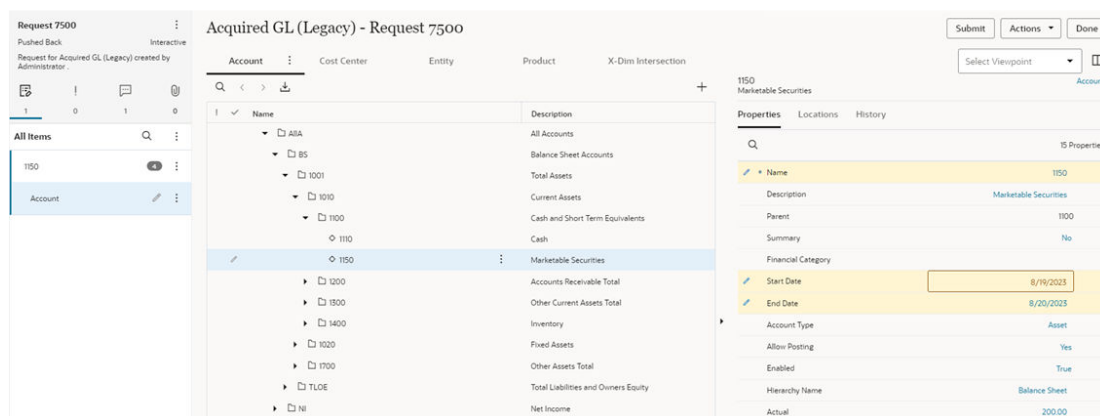 Request 7500
Pushed Back Interactive
Request for Acquired GL (Legacy) created by
Administrator .
1 0 1 0
All Items
1150 4
Account
Acquired GL (Legacy) - Request 7500
Submit Actions Done
Account Cost Center Entity Product X-Dim Intersection
Select Viewpoint
Name Description
AllA All Accounts
BS Balance Sheet Accounts
1001 Total Assets
1010 Current Assets
1100 Cash and Short Term Equivalents
1110 Cash
1150 Marketable Securities
1200 Accounts Receivable Total
1300 Other Current Assets Total
1400 Inventory
1020 Fixed Assets
1700 Other Assets Total
TLOE Total Liabilities and Owners Equity
NI Net Income
1150 Accoun
Marketable Securities
Properties Locations History
15 Propertie
* Name 1150
Description Marketable Securities
Parent 1100
Summary No
Financial Category
Start Date 8/19/2023
End Date 8/20/2023
Account Type Asset
Allow Posting Yes
Enabled True
Hierarchy Name Balance Sheet
Actual 200.00